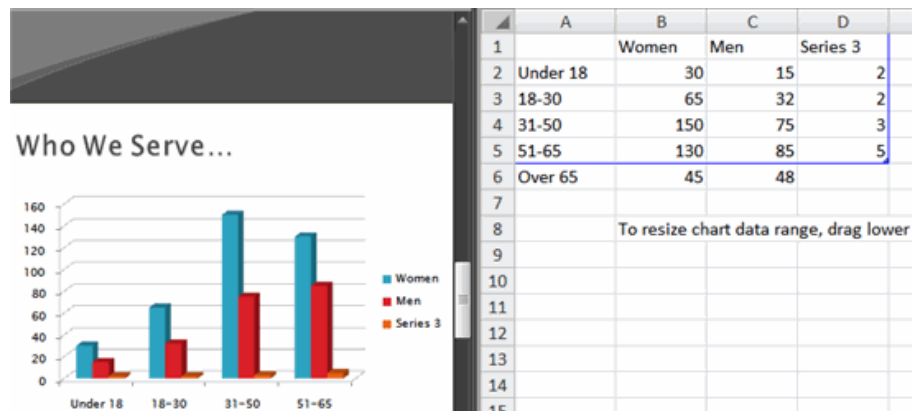 Who We Serve...
160
140
120
100
80
60
40
20
0
Under 18 18-30 31-50 51-65
Women
Men
Series 3
A B C D
1 Women Men Series 3
2 Under 18 30 15 2
3 18-30 65 32 2
4 31-50 150 75 3
5 51-65 130 85 5
6 Over 65 45 48
7
8 To resize chart data range, drag lower
9
10
11
12
13
14